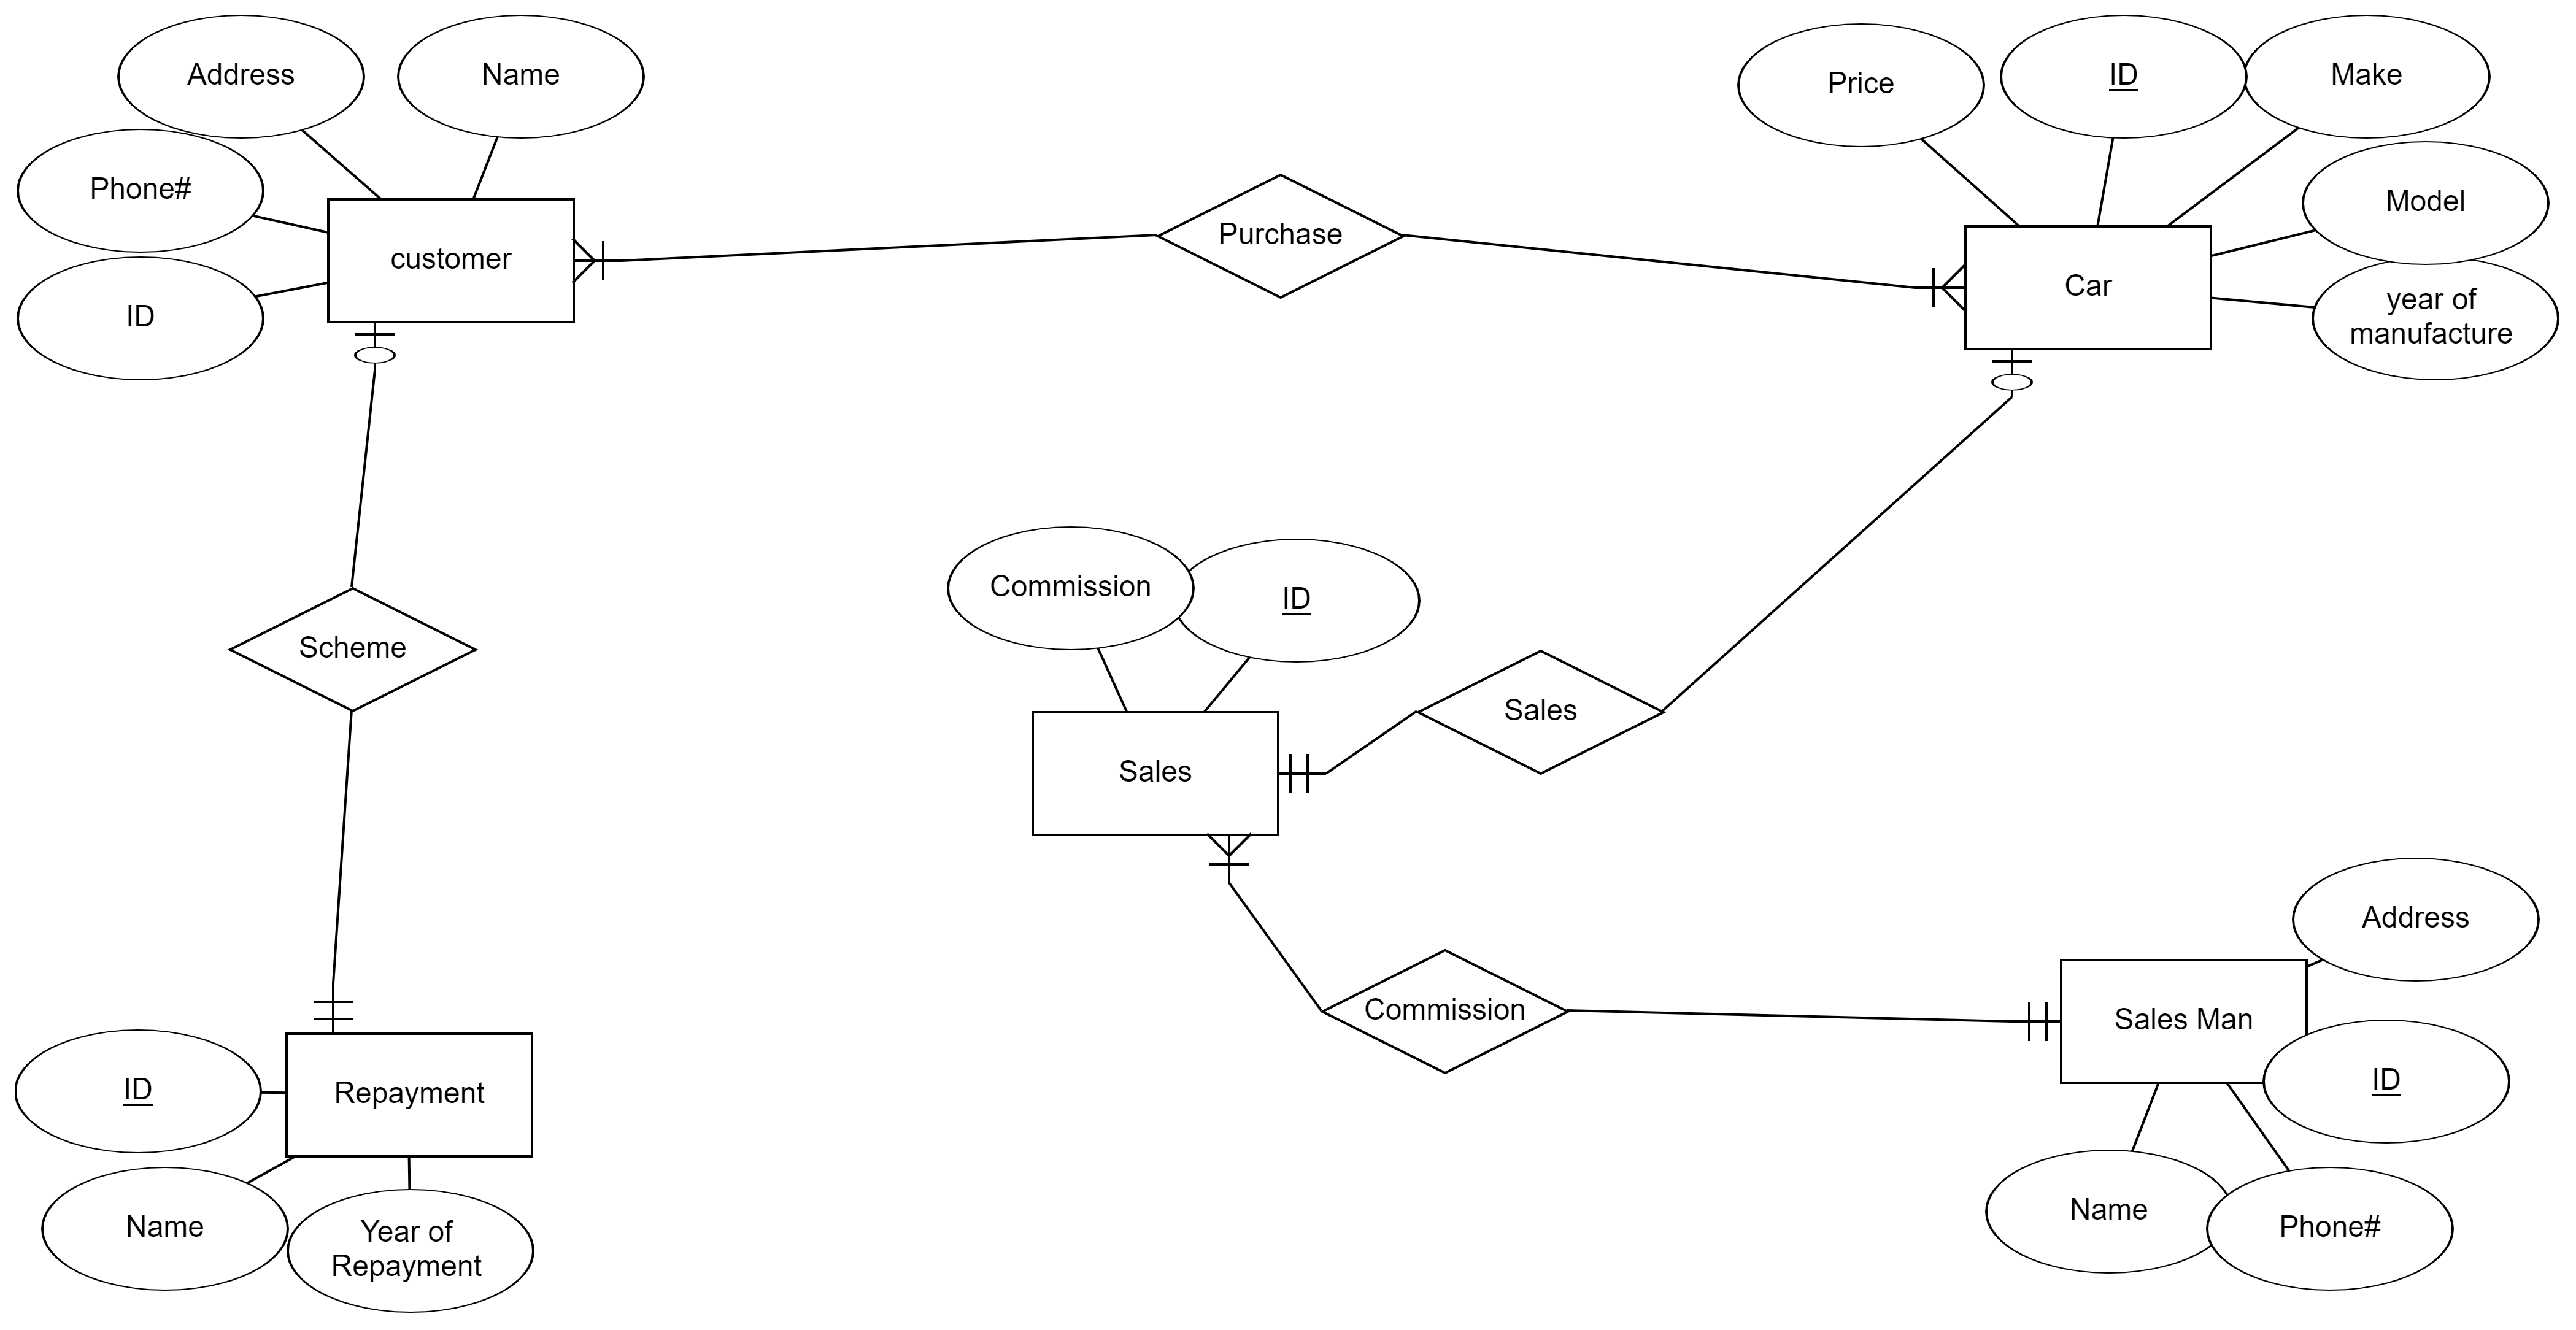 Address
Name
Price
ID
Make
Phone#
Model
Purchase
customer
Car
ID
year of
manufacture
Commission
ID
Scheme
Sales
Sales
Address
Commission
Sales Man
ID
Repayment
ID
Name
Year of
Repayment
Name
Phone#